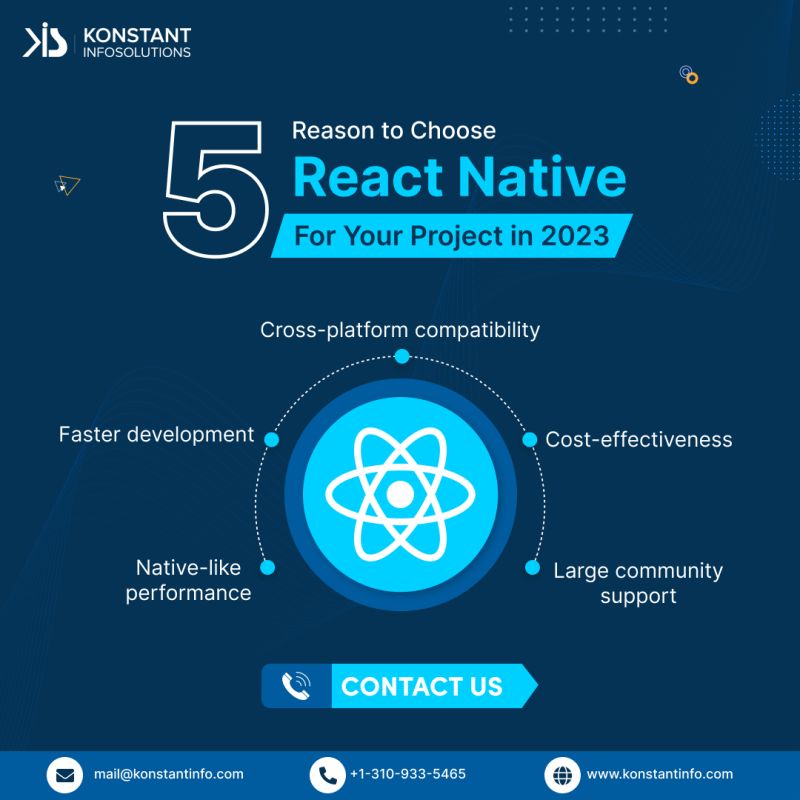 KiS
KONSTANT
INFOSOLUTIONS
5
Reason to Choose
React Native
For Your Project in 2023
Cross-platform compatibility
Faster development
Cost-effectiveness
Native-like
performance
Large community
support
CONTACT US
mail@konstantinfo.com
+1-310-933-5465
www.konstantinfo.com